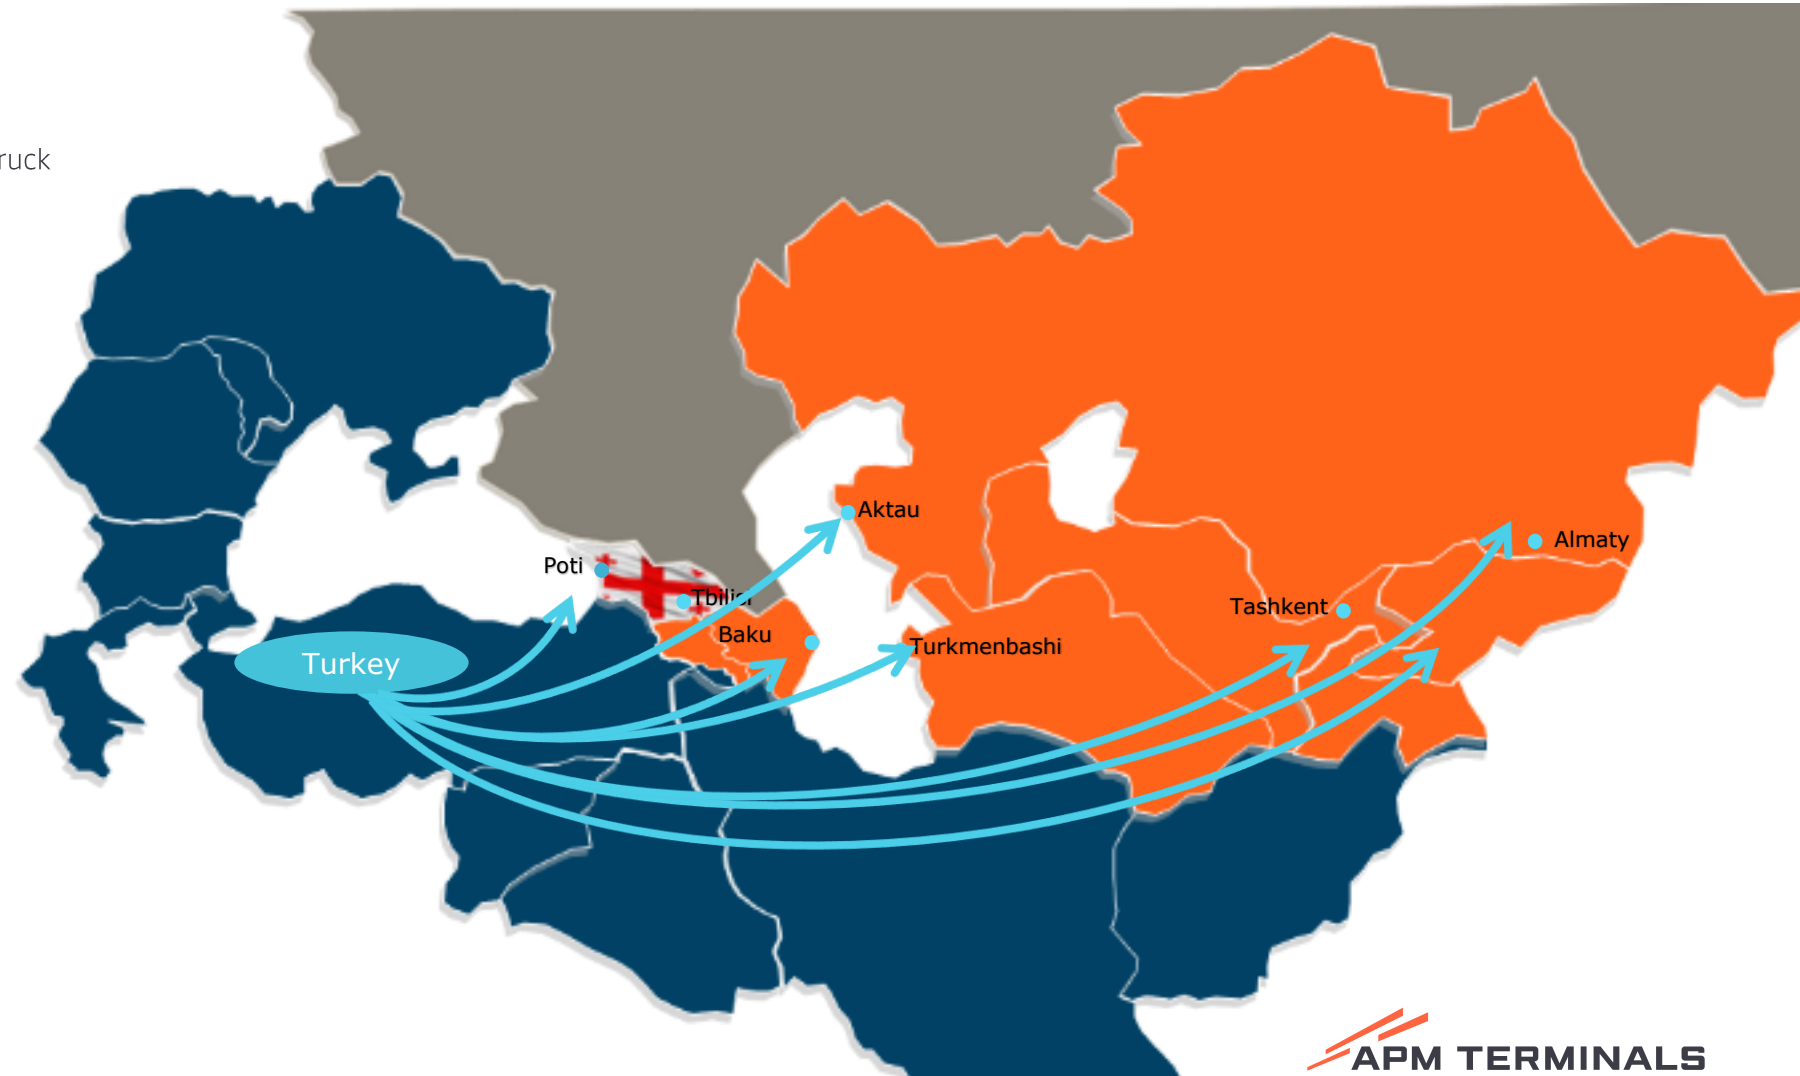 ruck
Aktau
Almaty
Poti
Tbilisi
Tashkent
Baku
Turkmenbashi
Turkey
APM TERMINALS